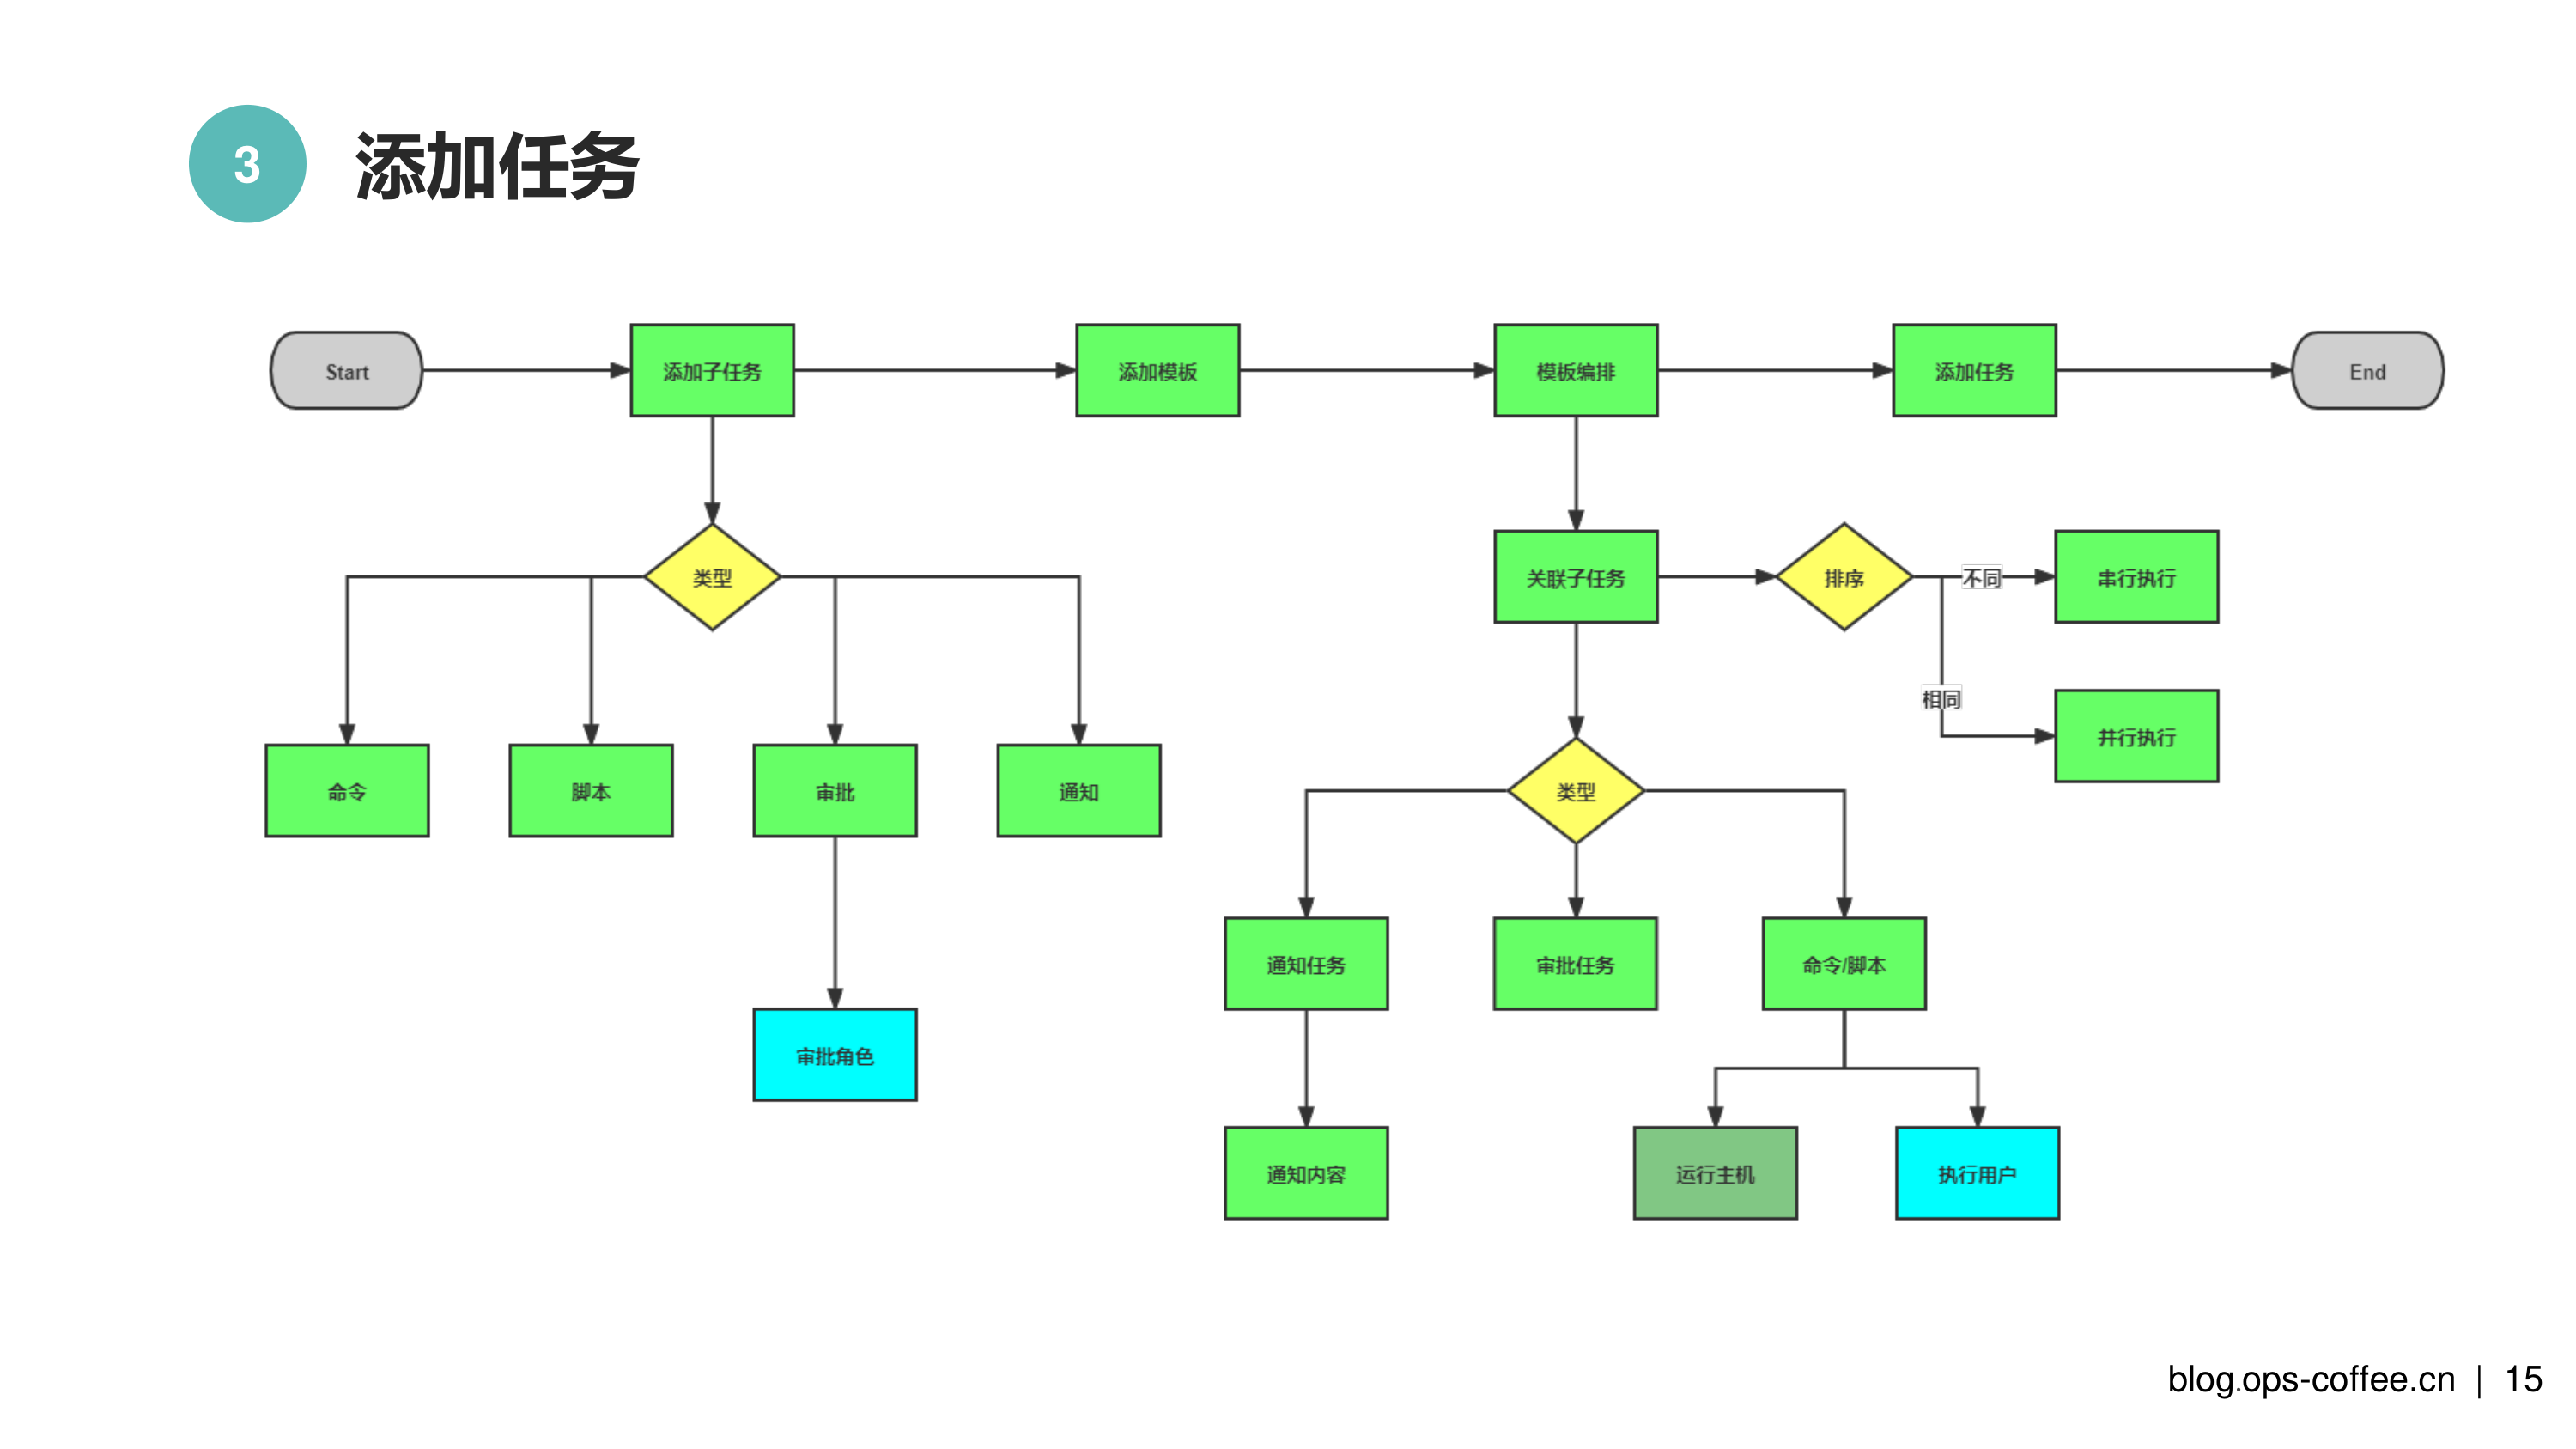 3
添加任务
Start
添加子任务
添加模板
模板编排
添加任务
End
类型
关联子任务
排序
不同
串行执行
相同
并行执行
命令
脚本
审批
通知
类型
通知任务
审批任务
命令/脚本
审批角色
通知内容
运行主机
执行用户
blog.ops-coffee.cn | 15